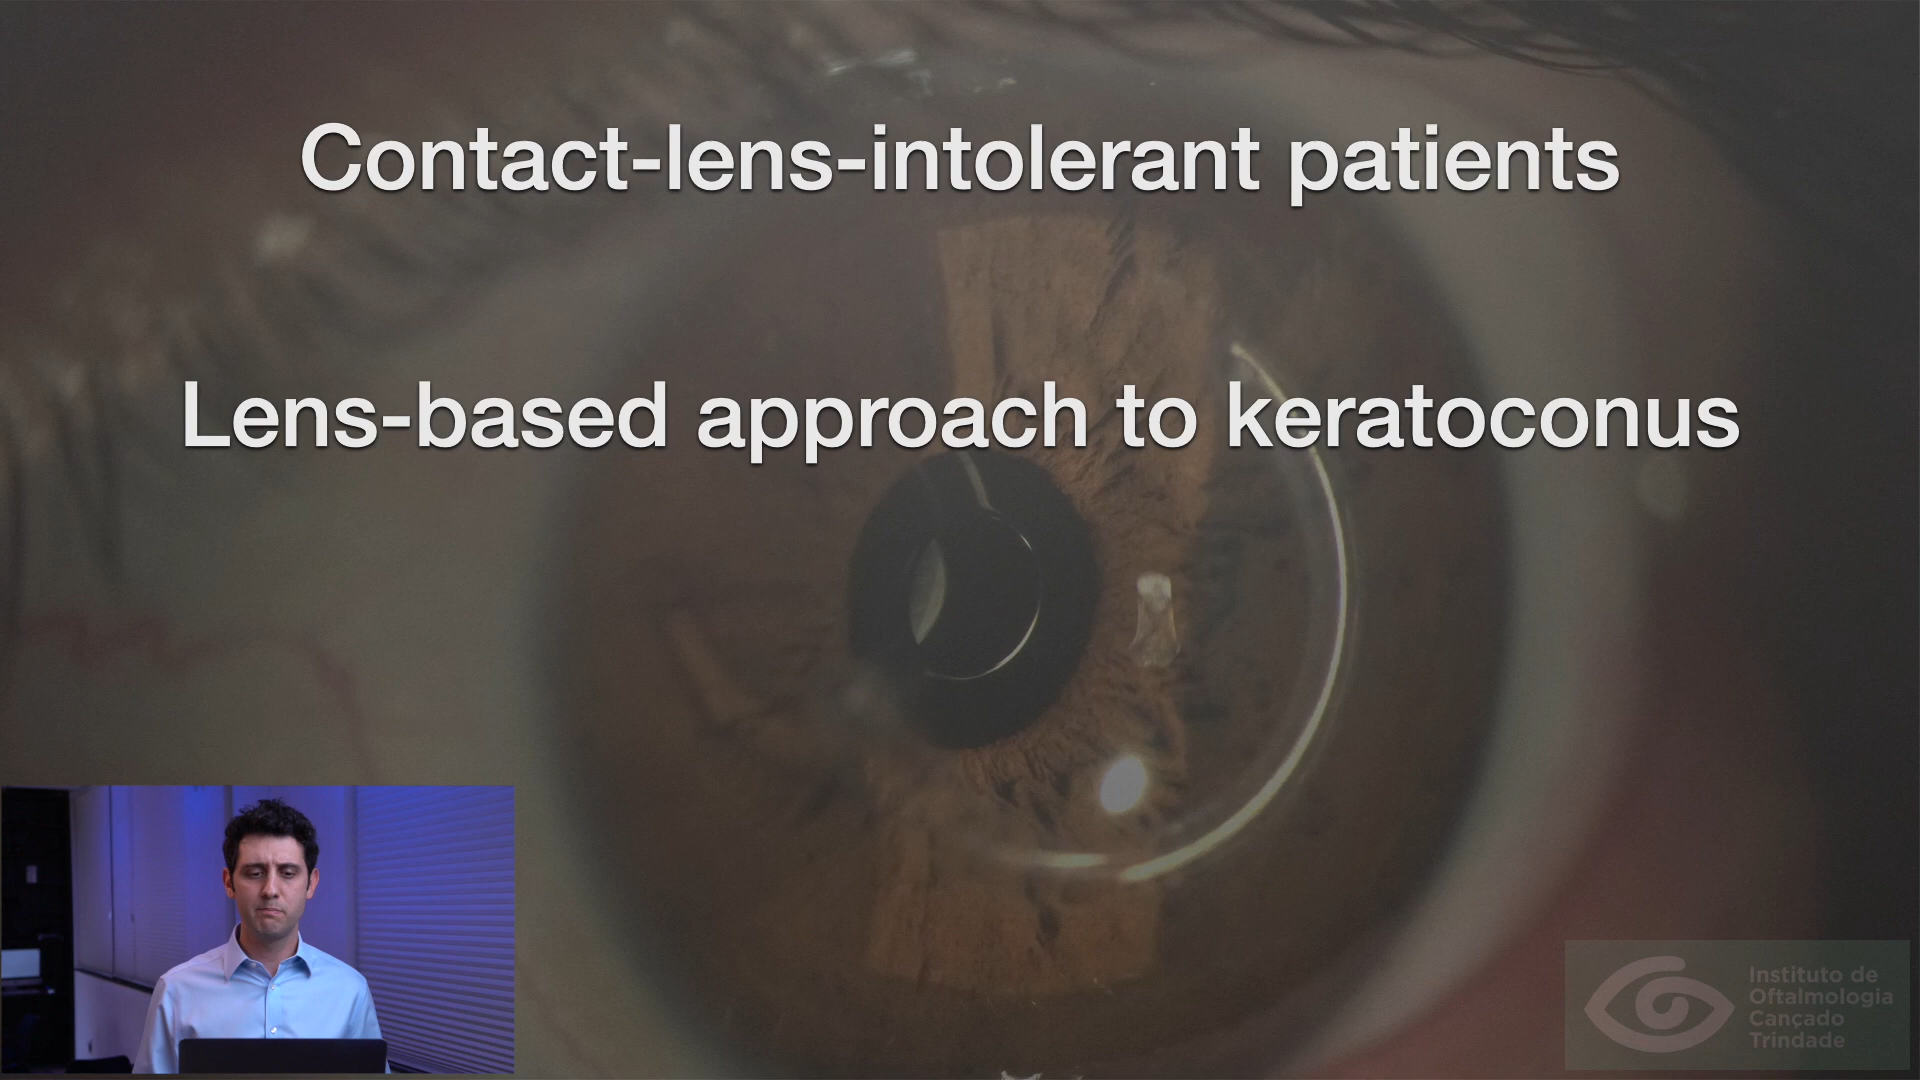 Contact-lens-intolerant patients
Lens-based approach to keratoconus
Instituto de
Oftalmologia
Cançado
Trindade